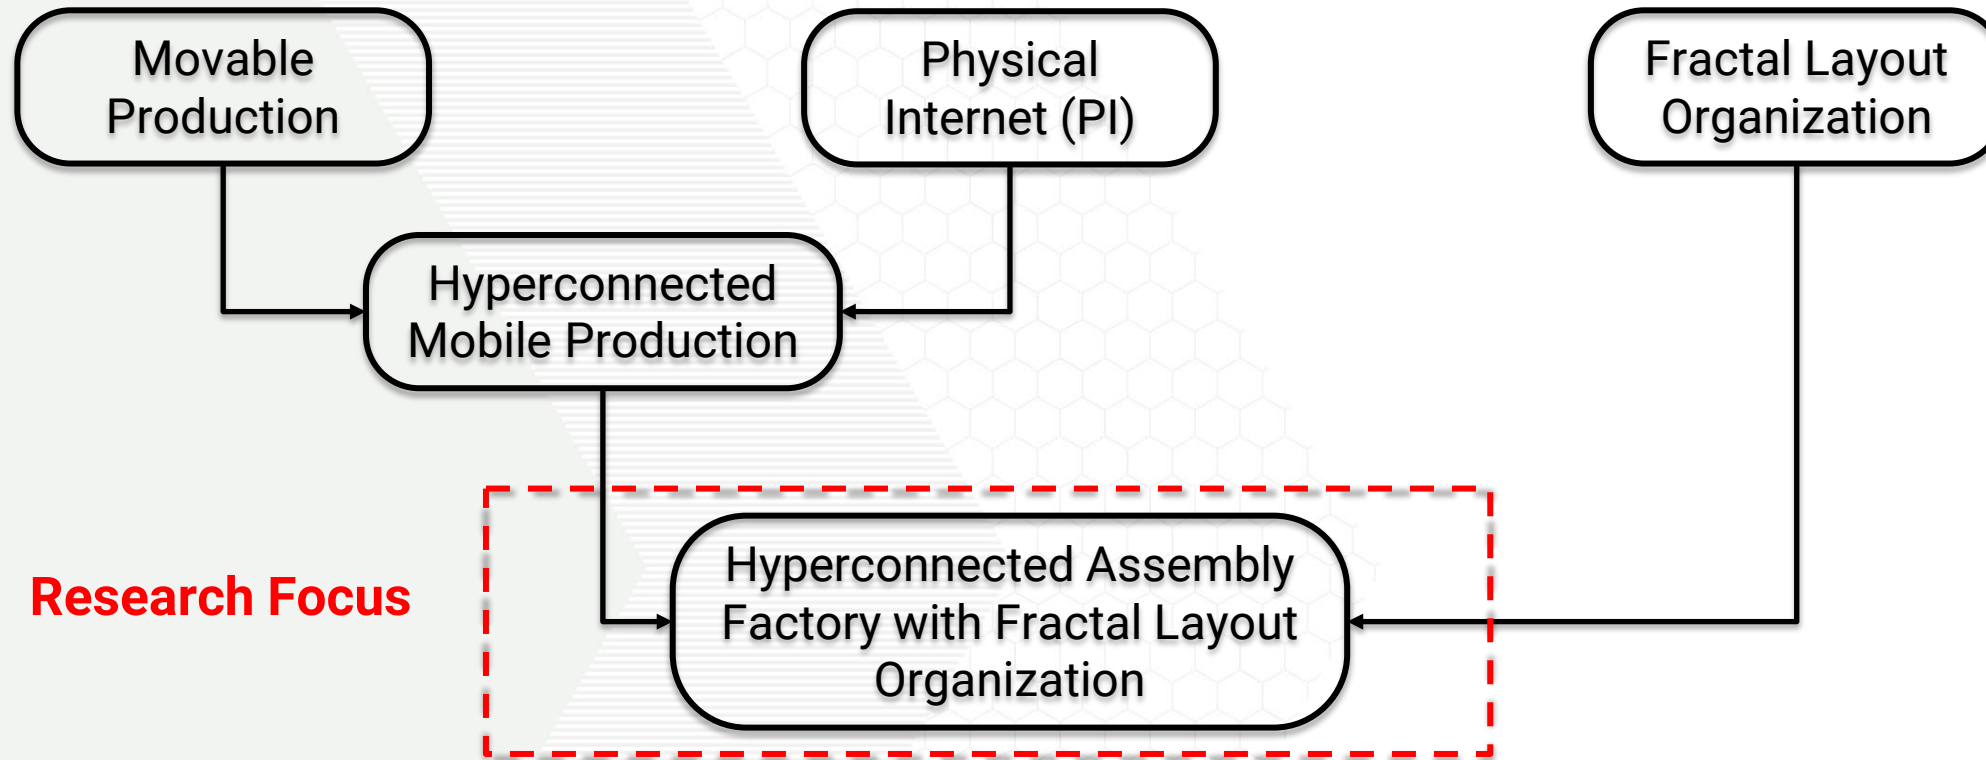 Movable
Production
Physical
Internet (PI)
Fractal Layout
Organization
Hyperconnected
Mobile Production
Research Focus
Hyperconnected Assembly
Factory with Fractal Layout
Organization